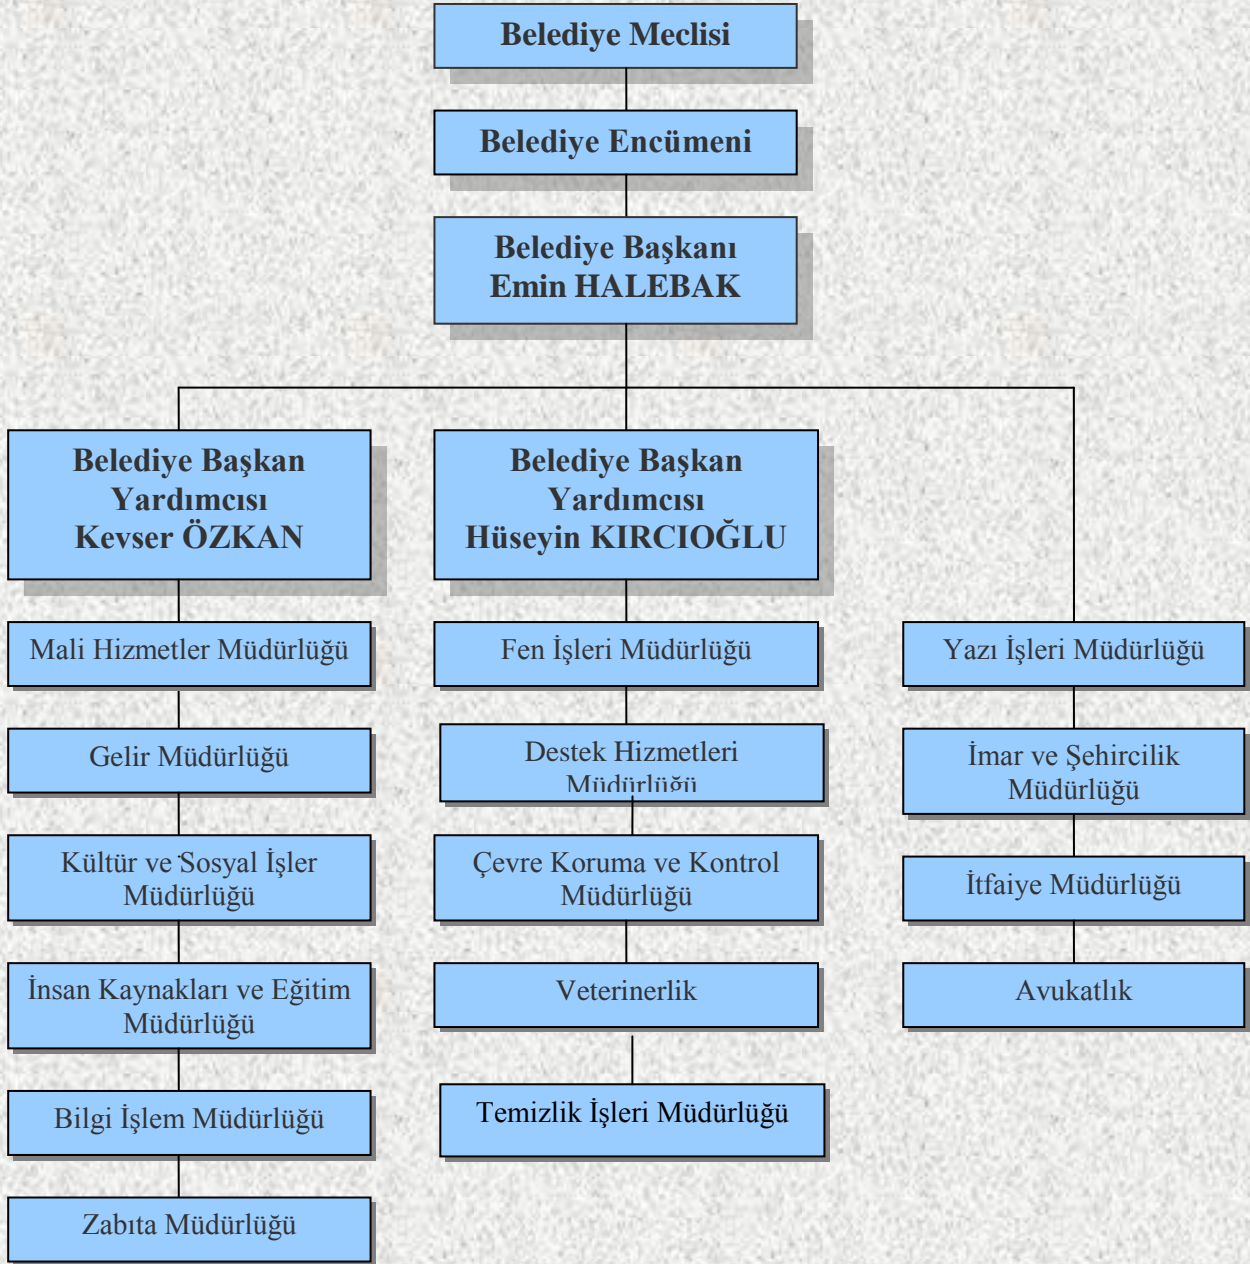 Belediye Meclisi
Belediye Encümeni
Belediye Başkanı
Emin HALEBAK
Belediye Başkan
Yardımcısı
Kevser ÖZKAN
Mali Hizmetler Müdürlüğü
Gelir Müdürlüğü
Kültür ve Sosyal İşler
Müdürlüğü
İnsan Kaynakları ve Eğitim
Müdürlüğü
Bilgi İşlem Müdürlüğü
Zabıta Müdürlüğü
Belediye Başkan
Yardımcısı
Hüseyin KIRCIOĞLU
Fen İşleri Müdürlüğü
Destek Hizmetleri
Müdürlüğü
Çevre Koruma ve Kontrol
Müdürlüğü
Veterinerlik
Temizlik İşleri Müdürlüğü
Yazı İşleri Müdürlüğü
İmar ve Şehircilik
Müdürlüğü
İtfaiye Müdürlüğü
Avukatlık